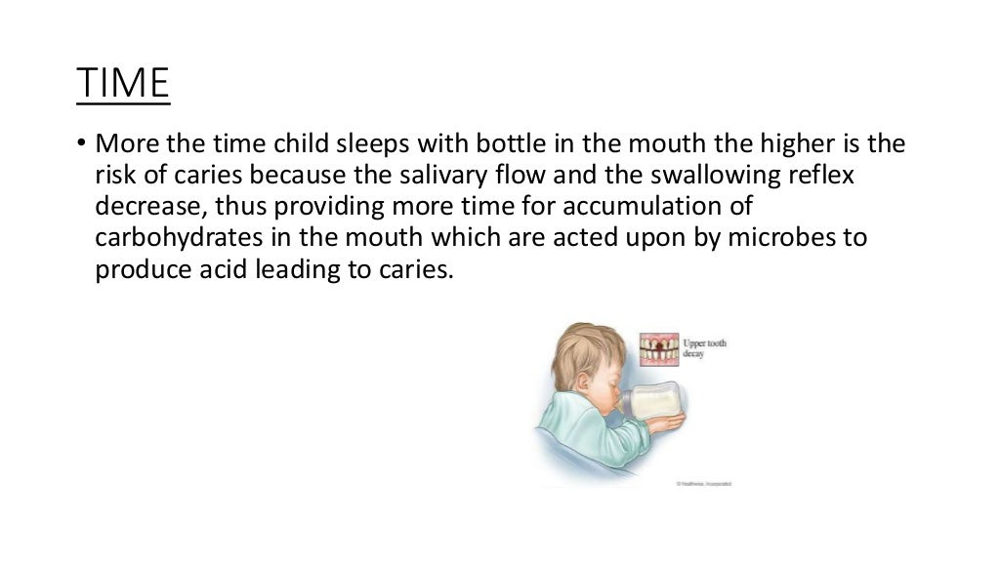 TIME
• More the time child sleeps with bottle in the mouth the higher is the
risk of caries because the salivary flow and the swallowing reflex
decrease, thus providing more time for accumulation of
carbohydrates in the mouth which are acted upon by microbes to
produce acid leading to caries.
Upper tooth
decay
© Healthwise, Incorporated